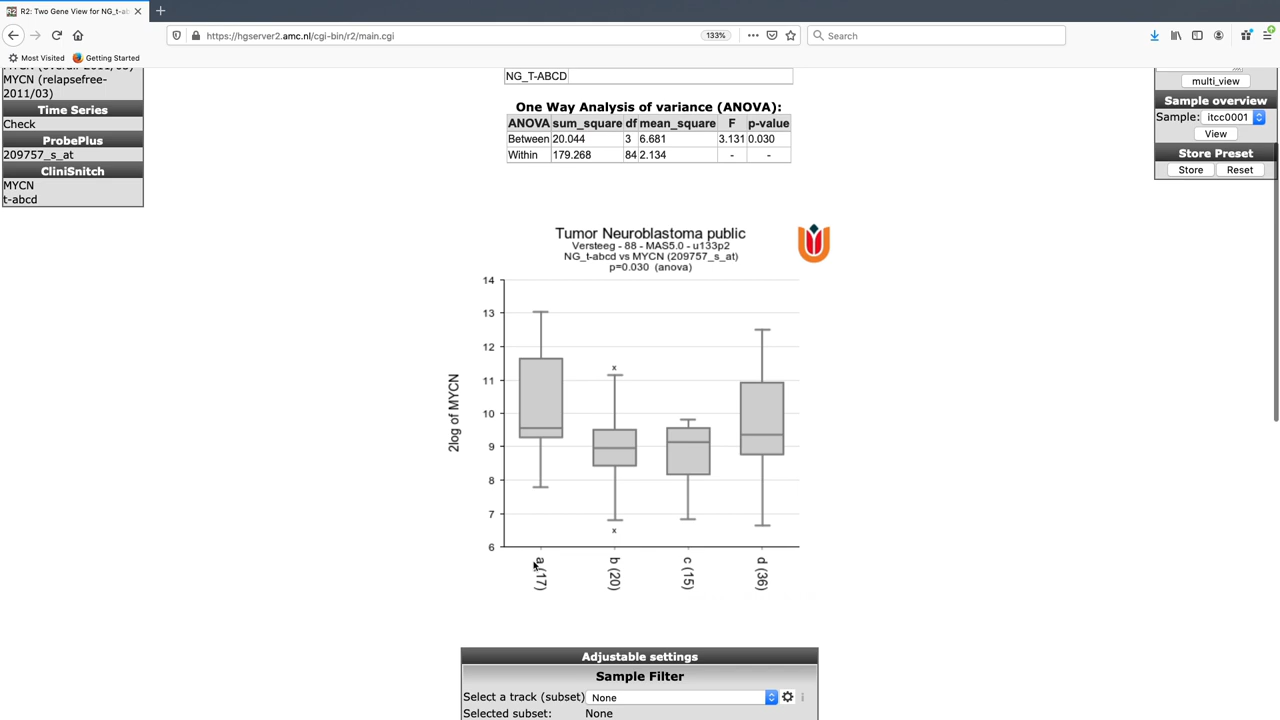 R2: Two Gene View for NG_t-ab
https://hgserver2.amc.nl/cgi-bin/r2/main.cgi
133%
Search
Most Visited
Getting Started
MYCN (relapsefree-
2011/03)
Time Series
Check
ProbePlus
209757_s_at
CliniSnitch
MYCN
t-abcd
NG_T-ABCD
One Way Analysis of variance (ANOVA):
ANOVA sum_square df mean_square F p-value
Between 20.044 3 6.681 3.131 0.030
Within 179.268 84 2.134 - -
multi_view
Sample overview
Sample: itcc0001
View
Store Preset
Store Reset
Tumor Neuroblastoma public
Versteeg - 88 - MAS5.0 - u133p2
NG_t-abcd vs MYCN (209757_s_at)
p=0.030 (anova)
2log of MYCN
14
13
12
11
10
9
8
7
6
x
x
a (17)
b (20)
c (15)
d (36)
Adjustable settings
Sample Filter
Select a track (subset) None
Selected subset: None